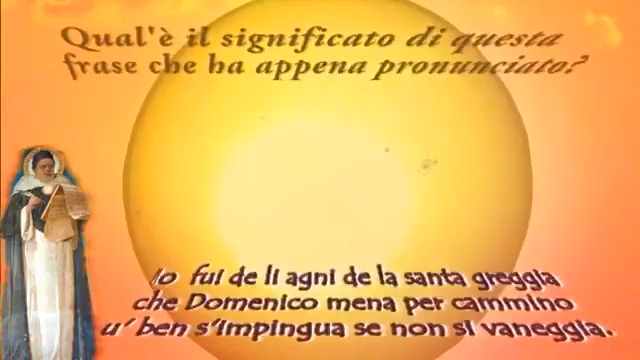 Qual'è il significato di questa
frase che ha appena pronunciato?
Io fui de li agni de la santa greggia
che Domenico mena per cammino
u' ben s'impingua se non si vaneggia.